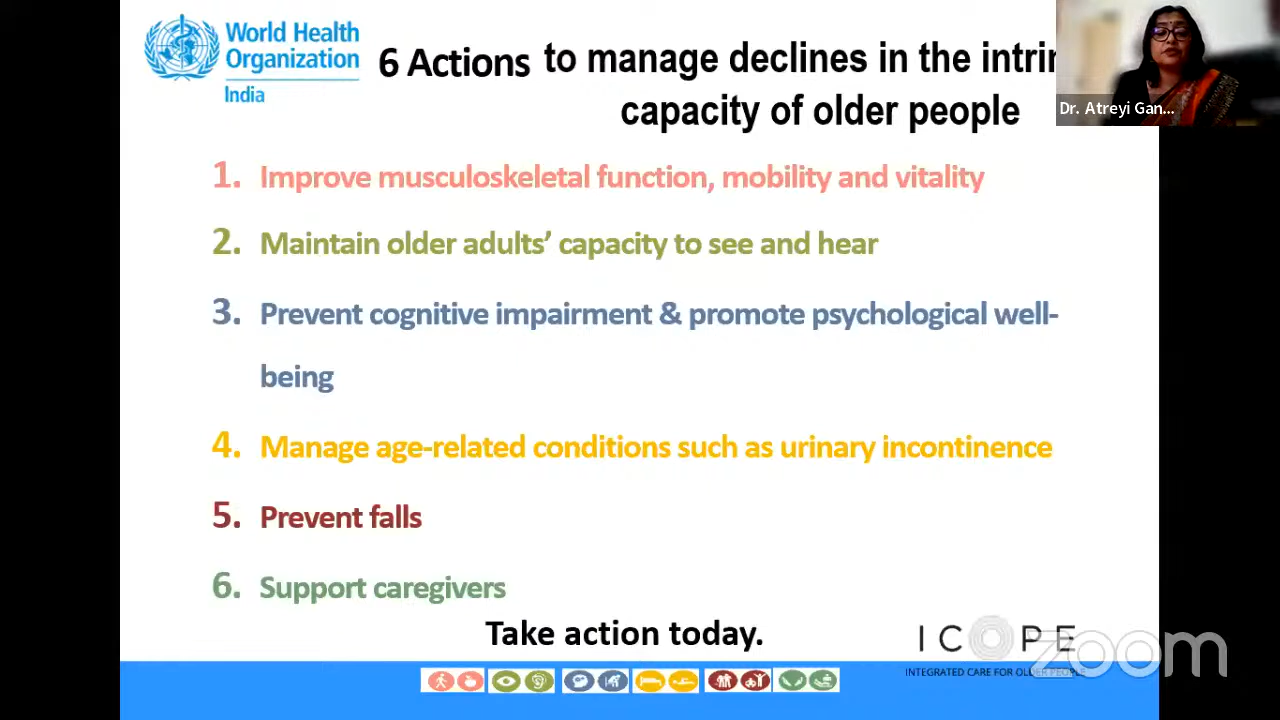 World Health
Organization
India
6 Actions to manage declines in the intrin
capacity of older people
Dr. Atreyi Gan...
1. Improve musculoskeletal function, mobility and vitality
2. Maintain older adults’ capacity to see and hear
3. Prevent cognitive impairment & promote psychological well-
being
4. Manage age-related conditions such as urinary incontinence
5. Prevent falls
6. Support caregivers
Take action today.
ICOPE
INTEGRATED CARE FOR OLDER PEOPLE
zoom